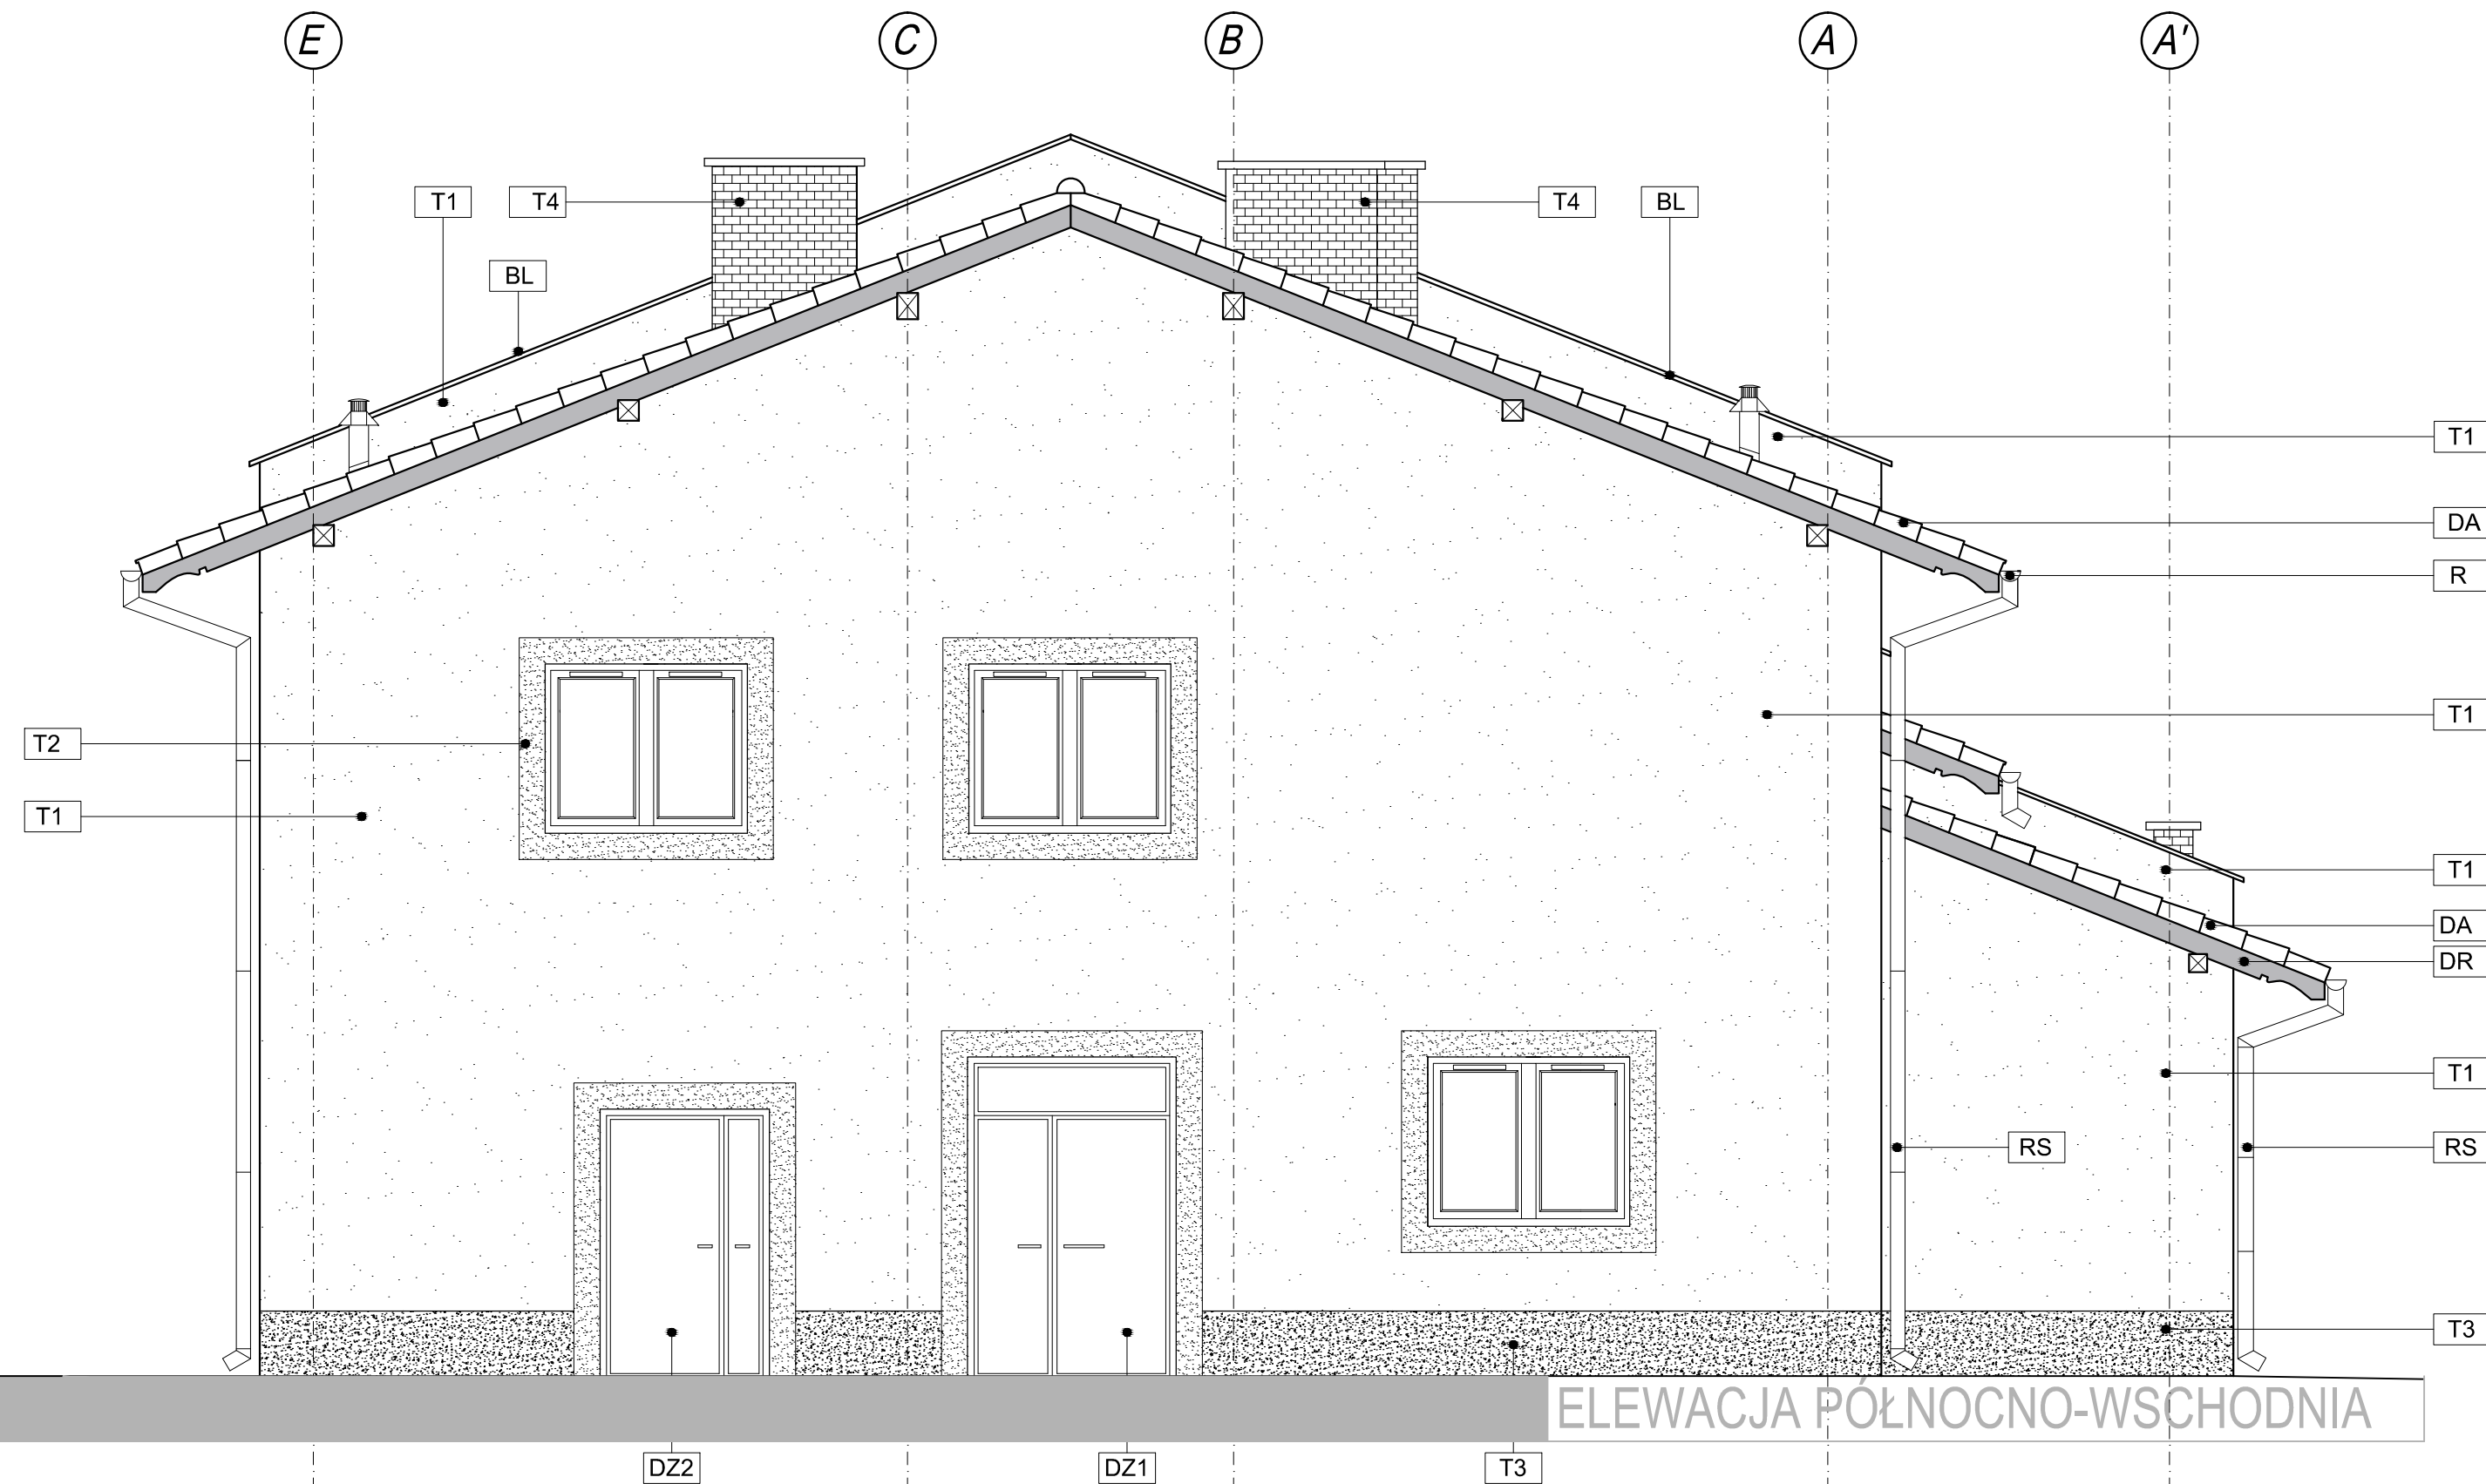 E C B A A'
T1 T4 T4 BL
BL
T1
DA
R
T1
T2
T1
T1
DA
DR
T1
RS RS
T3
ELEWACJA PÓŁNOCNO-WSCHODNIA
DZ2 DZ1 T3